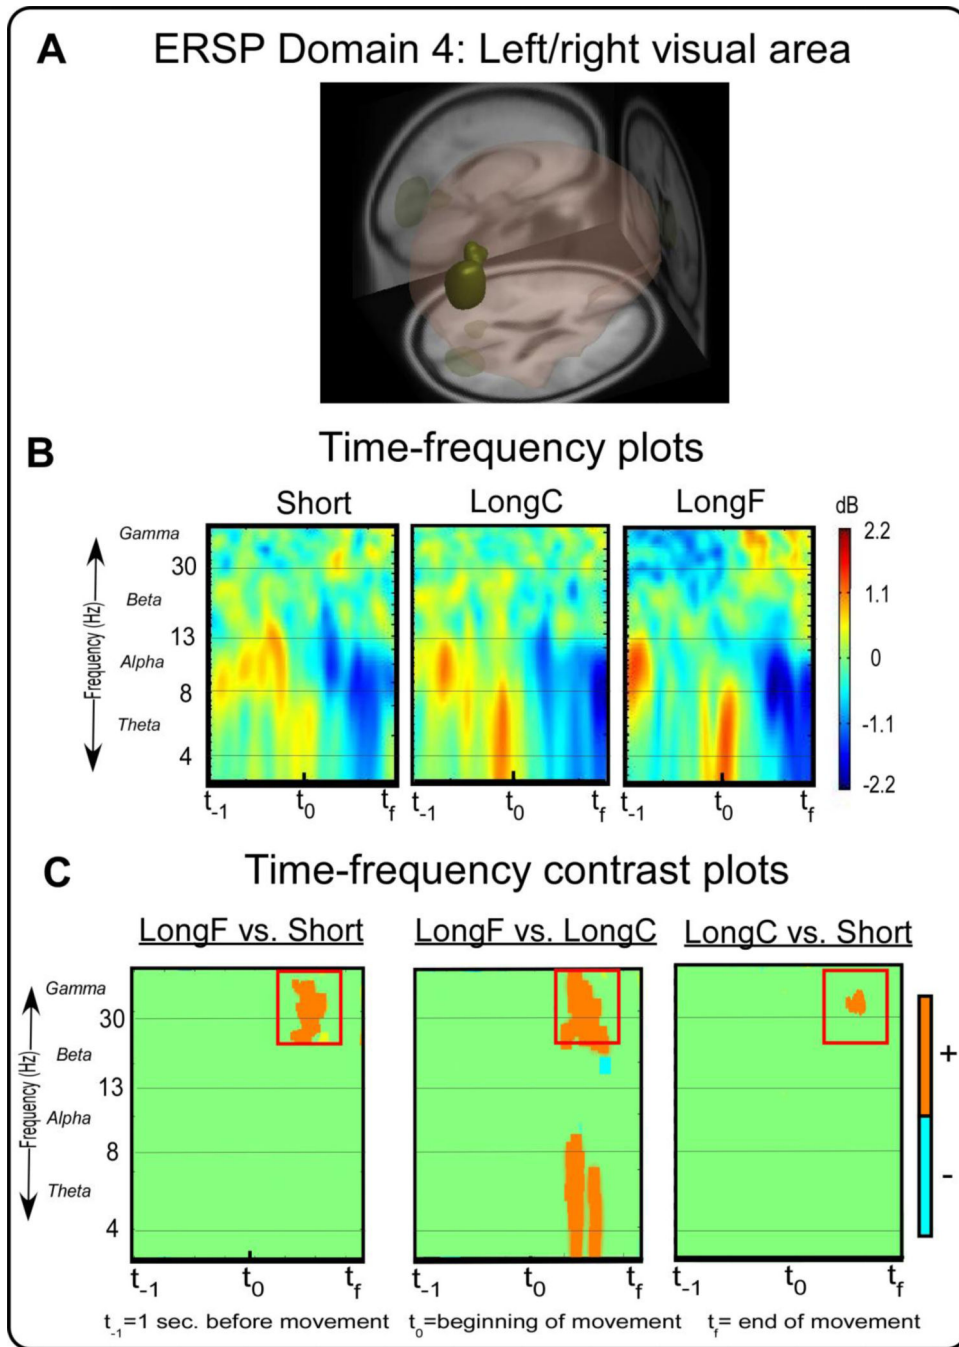 A ERSP Domain 4: Left/right visual area
B Time-frequency plots
Short LongC LongF dB
Gamma
30
Beta
13
Alpha
8
Theta
4
Frequency (Hz)
2.2
1.1
0
-1.1
-2.2
t-1 t0 tf t-1 t0 tf t-1 t0 tf
C Time-frequency contrast plots
LongF vs. Short LongF vs. LongC LongC vs. Short
Gamma
30
Beta
13
Alpha
8
Theta
4
Frequency (Hz)
+
-
t-1 t0 tf t-1 t0 tf t-1 t0 tf
t-1=1 sec. before movement t0=beginning of movement tf= end of movement